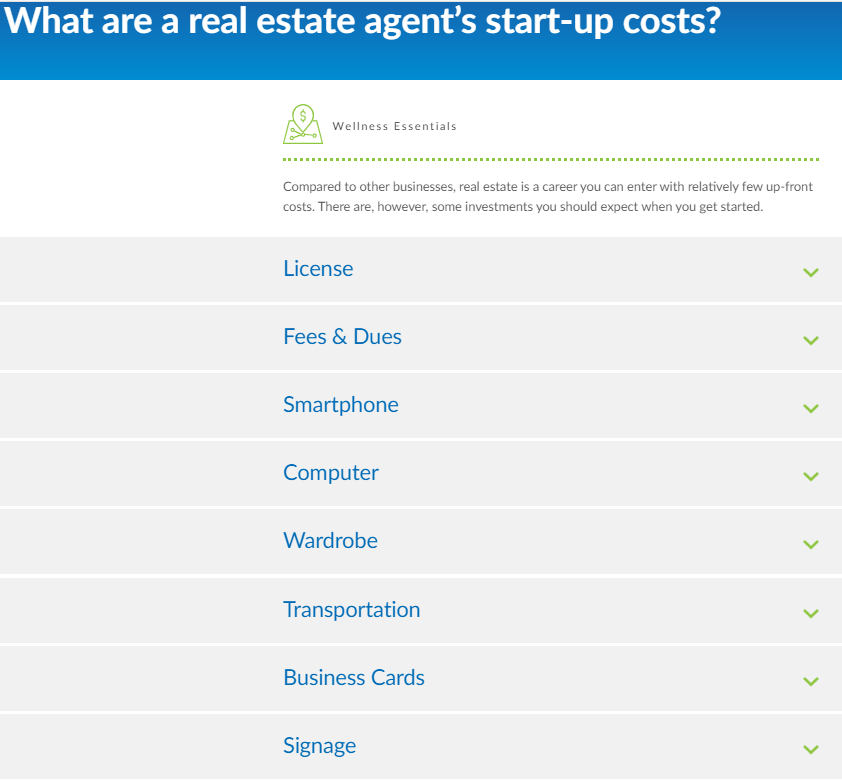 What are a real estate agent’s start-up costs?
$
Wellness Essentials
Compared to other businesses, real estate is a career you can enter with relatively few up-front
costs. There are, however, some investments you should expect when you get started.
License
Fees & Dues
Smartphone
Computer
Wardrobe
Transportation
Business Cards
Signage